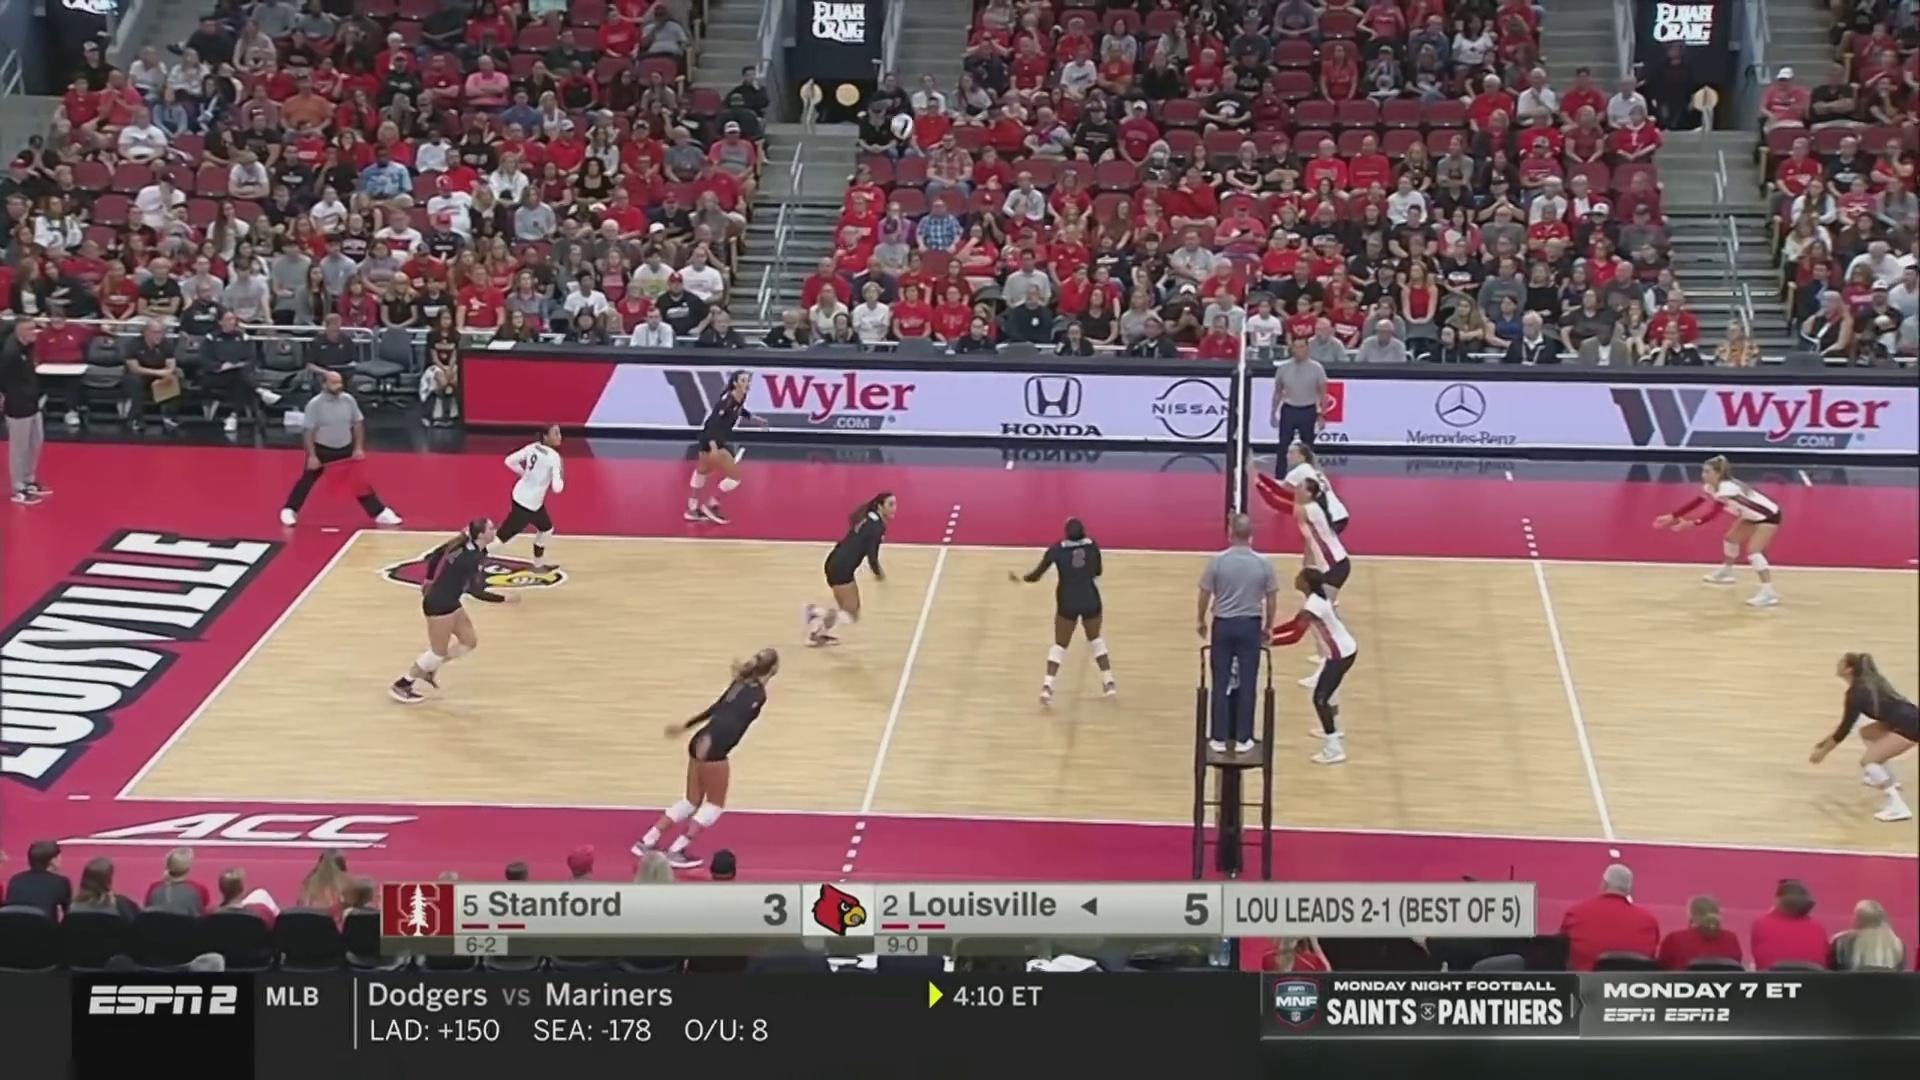 ELIJAH
CRAIG
ELIJAH
CRAIG
Wyler
.COM
HONDA
NISSAN
Mercedes-Benz
Wyler
.COM
9
2
LOUISVILLE
ACC
5 Stanford 3
6-2
2 Louisville 5
9-0
LOU LEADS 2-1 (BEST OF 5)
ESPN2
MLB
Dodgers vs Mariners
4:10 ET
LAD: +150 SEA: -178 O/U: 8
MNF
MONDAY NIGHT FOOTBALL
SAINTS X PANTHERS
MONDAY 7 ET
ESPN ESPN2